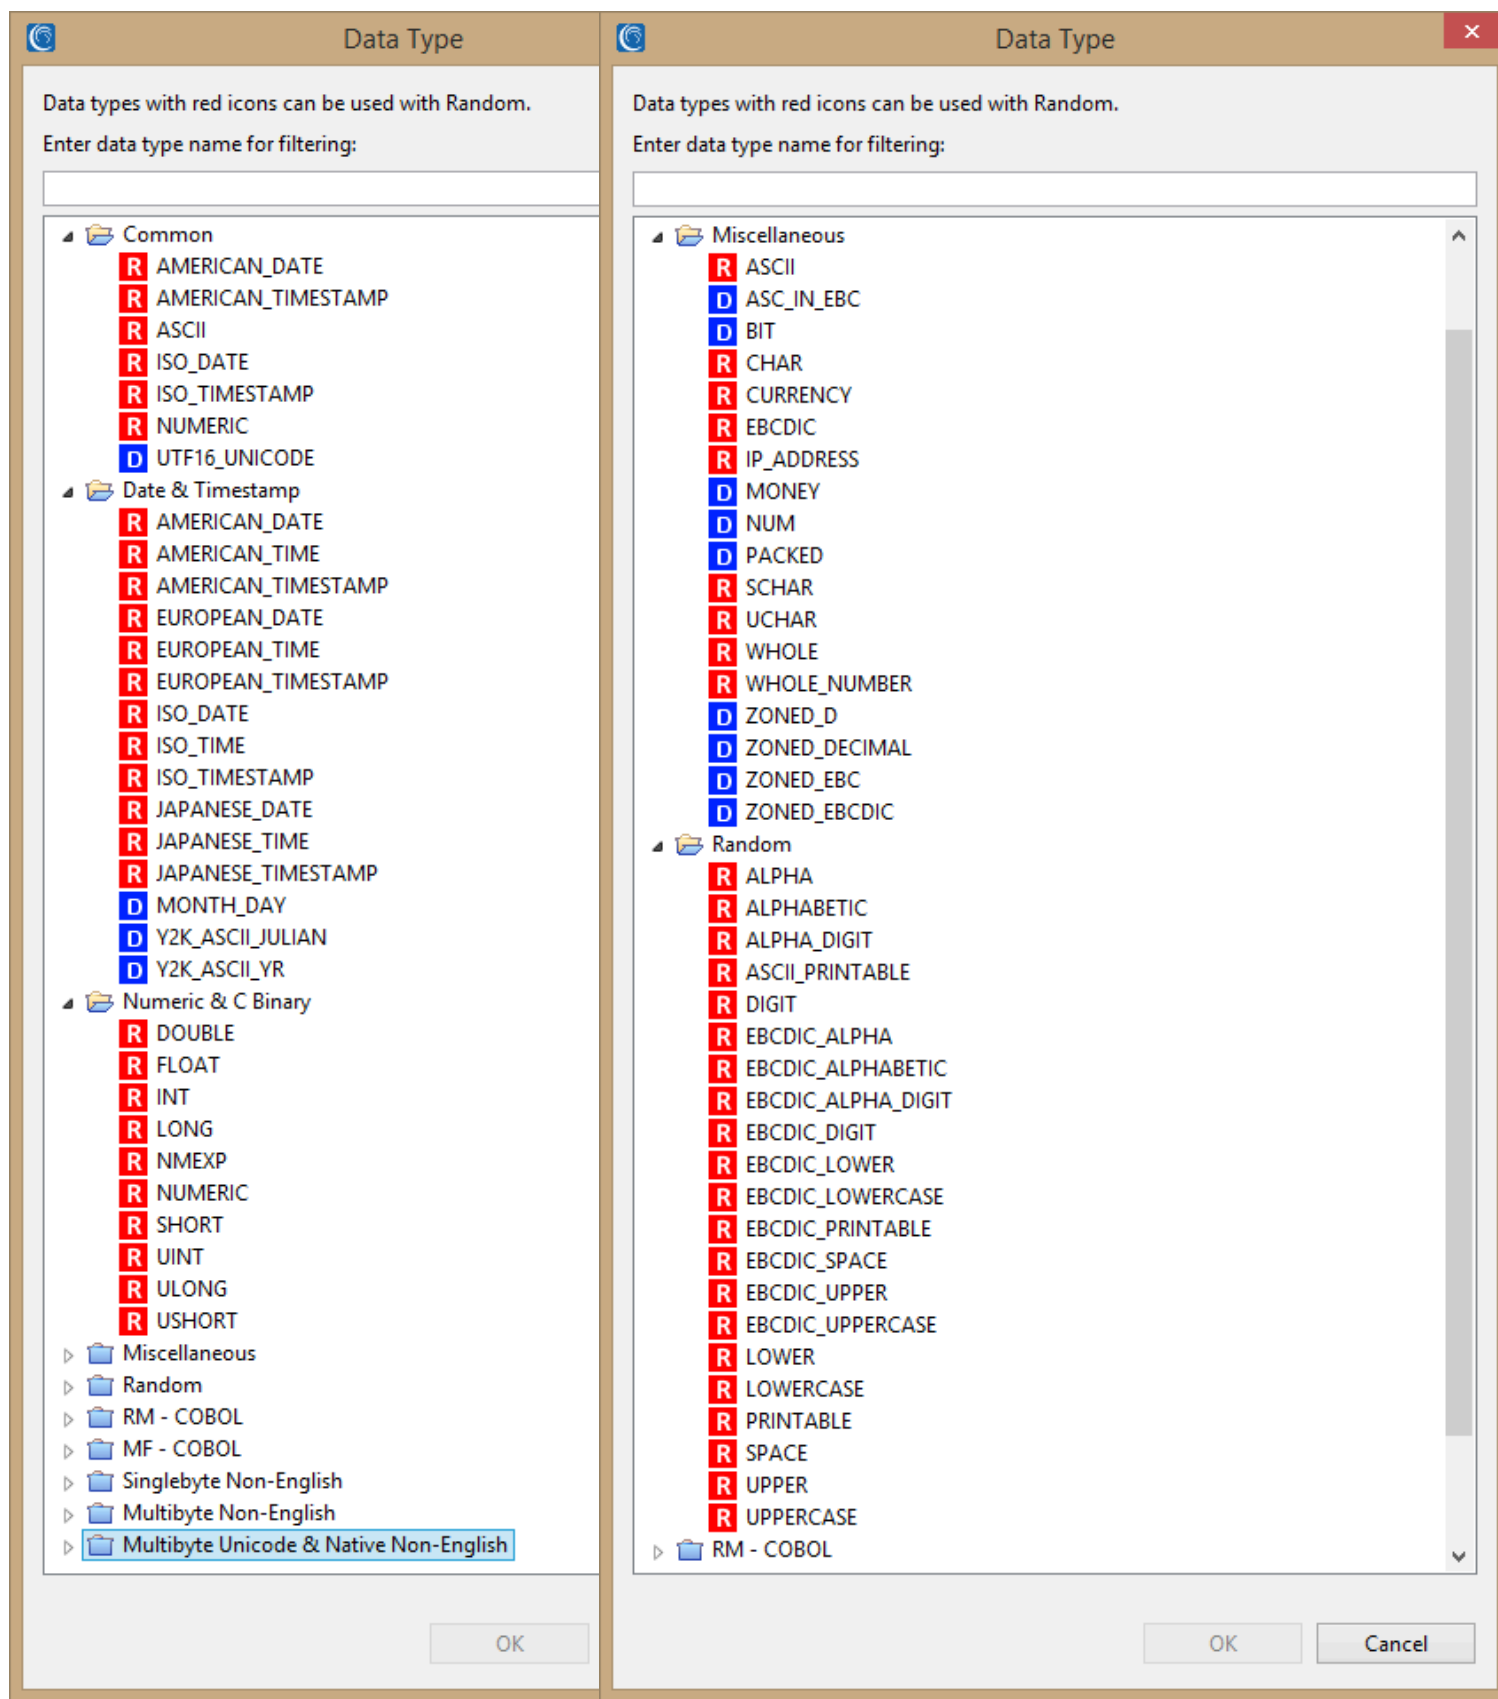 Data Type
Data types with red icons can be used with Random.
Enter data type name for filtering:
Common
R AMERICAN_DATE
R AMERICAN_TIMESTAMP
R ASCII
R ISO_DATE
R ISO_TIMESTAMP
R NUMERIC
D UTF16_UNICODE
Date & Timestamp
R AMERICAN_DATE
R AMERICAN_TIME
R AMERICAN_TIMESTAMP
R EUROPEAN_DATE
R EUROPEAN_TIME
R EUROPEAN_TIMESTAMP
R ISO_DATE
R ISO_TIME
R ISO_TIMESTAMP
R JAPANESE_DATE
R JAPANESE_TIME
R JAPANESE_TIMESTAMP
D MONTH_DAY
D Y2K_ASCII_JULIAN
D Y2K_ASCII_YR
Numeric & C Binary
R DOUBLE
R FLOAT
R INT
R LONG
R NMEXP
R NUMERIC
R SHORT
R UINT
R ULONG
R USHORT
Miscellaneous
Random
RM - COBOL
MF - COBOL
Singlebyte Non-English
Multibyte Non-English
Multibyte Unicode & Native Non-English
OK
Data Type
Data types with red icons can be used with Random.
Enter data type name for filtering:
Miscellaneous
R ASCII
D ASC_IN_EBC
D BIT
R CHAR
R CURRENCY
R EBCDIC
R IP_ADDRESS
D MONEY
D NUM
D PACKED
R SCHAR
R UCHAR
R WHOLE
R WHOLE_NUMBER
D ZONED_D
D ZONED_DECIMAL
D ZONED_EBC
D ZONED_EBCDIC
Random
R ALPHA
R ALPHABETIC
R ALPHA_DIGIT
R ASCII_PRINTABLE
R DIGIT
R EBCDIC_ALPHA
R EBCDIC_ALPHABETIC
R EBCDIC_ALPHA_DIGIT
R EBCDIC_DIGIT
R EBCDIC_LOWER
R EBCDIC_LOWERCASE
R EBCDIC_PRINTABLE
R EBCDIC_SPACE
R EBCDIC_UPPER
R EBCDIC_UPPERCASE
R LOWER
R LOWERCASE
R PRINTABLE
R SPACE
R UPPER
R UPPERCASE
RM - COBOL
OK Cancel